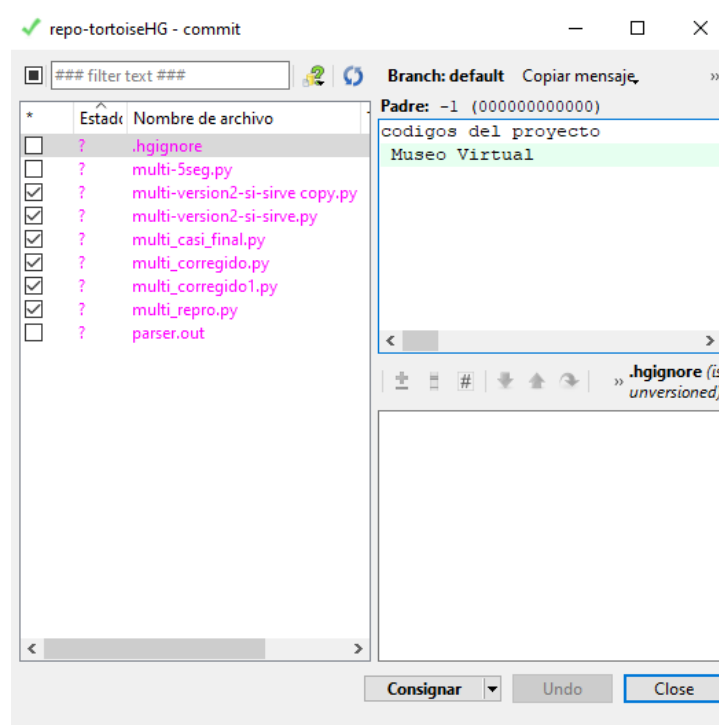 repo-tortoiseHG - commit
### filter text ###
Branch: default Copiar mensaje »
Padre: -1 (000000000000)
* Estado Nombre de archivo
? .hgignore
? multi-5seg.py
? multi-version2-si-sirve copy.py
? multi-version2-si-sirve.py
? multi_casi_final.py
? multi_corregido.py
? multi_corregido1.py
? multi_repro.py
? parser.out
codigos del proyecto
Museo Virtual
# » .hgignore (is
unversioned)
Consignar Undo Close